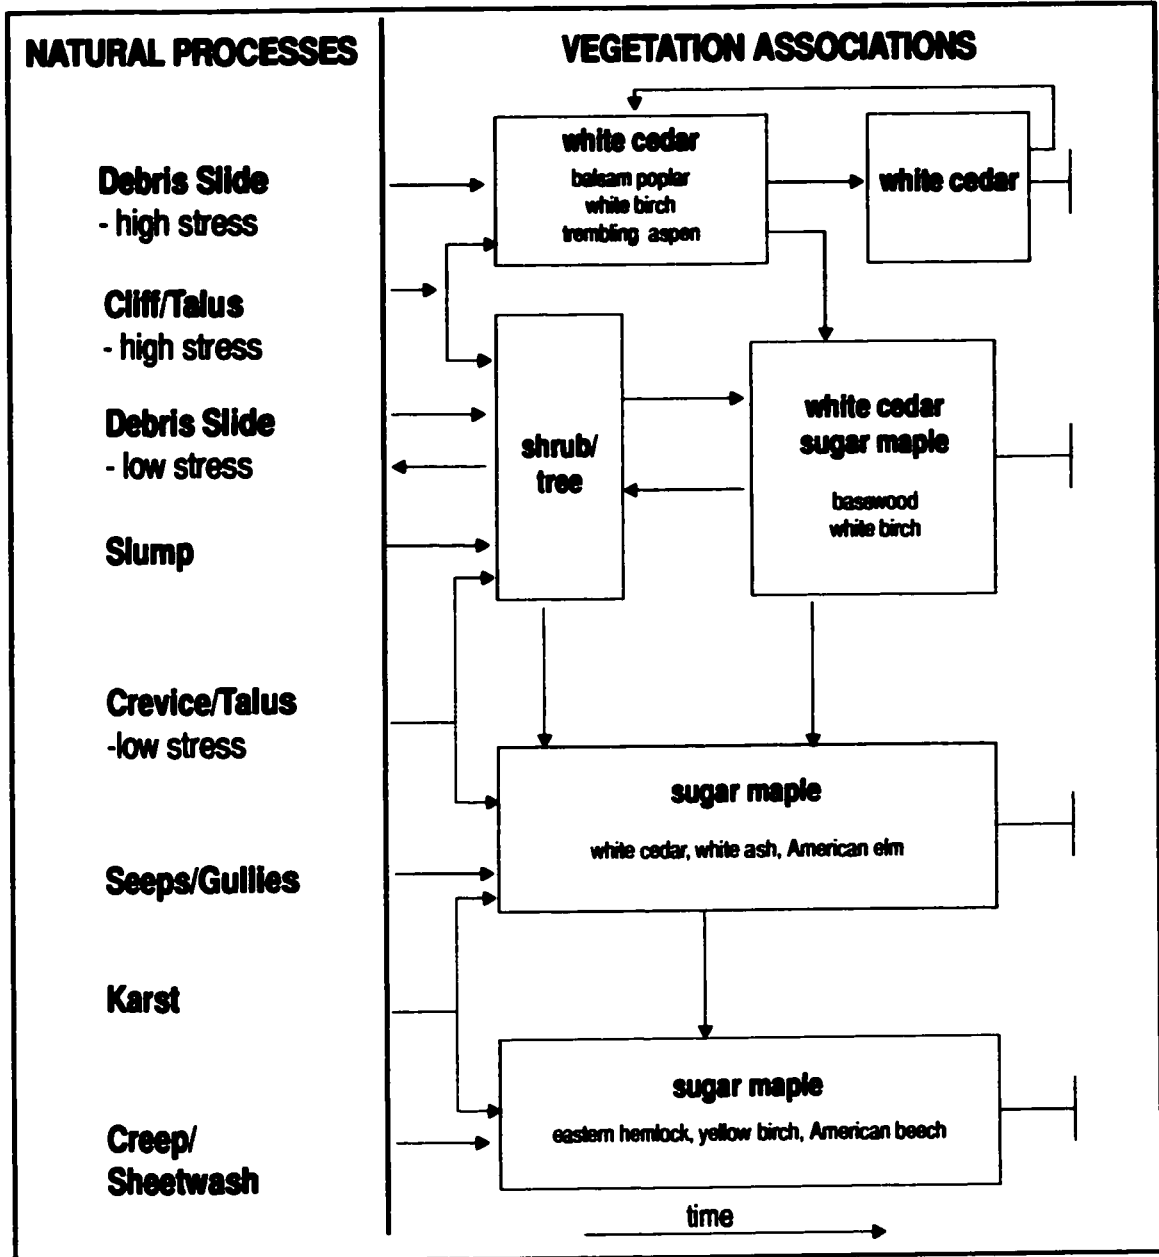 NATURAL PROCESSES
VEGETATION ASSOCIATIONS
Debris Slide
- high stress
Cliff/Talus
- high stress
Debris Slide
- low stress
Slump
Crevice/Talus
-low stress
Seeps/Gullies
Karst
Creep/
Sheetwash
white cedar
balsam poplar
white birch
trembling aspen
white cedar
shrub/
tree
white cedar
sugar maple
basswood
white birch
sugar maple
white cedar, white ash, American elm
sugar maple
eastern hemlock, yellow birch, American beech
time